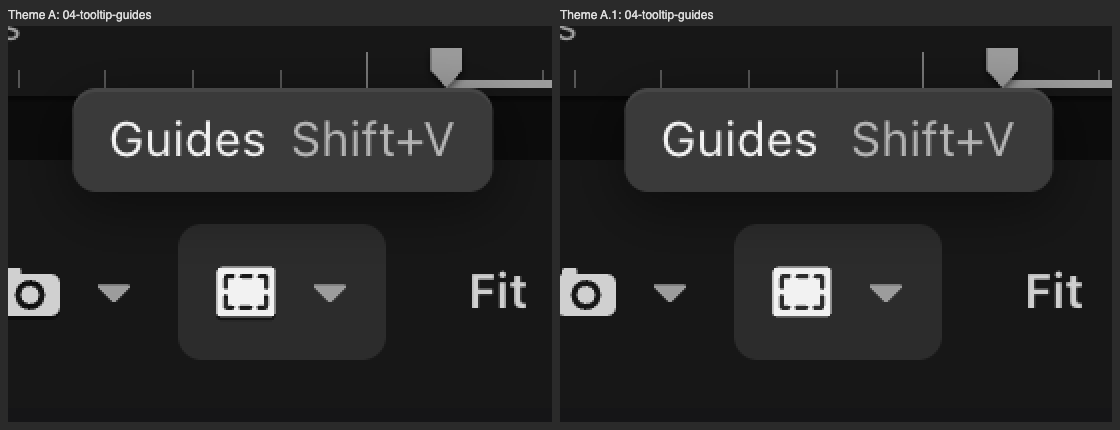 Theme A: 04-tooltip-guides
Theme A.1: 04-tooltip-guides
s
s
Guides Shift+V
Guides Shift+V
Fit
Fit